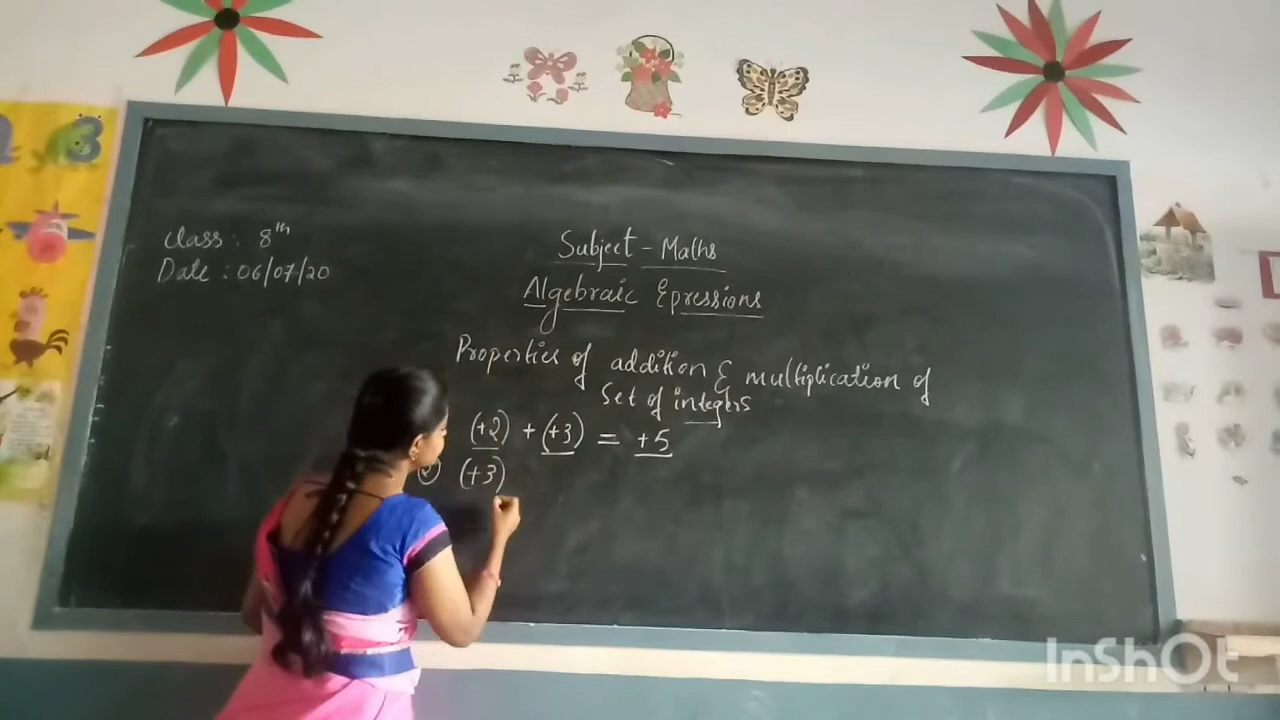 Class: 8th
Date: 06/07/20
Subject - Maths
Algebraic Epressions
Properties of addition & multiplication of
Set of integers
(+2) + (+3) = +5
2) (+3)
InShOt